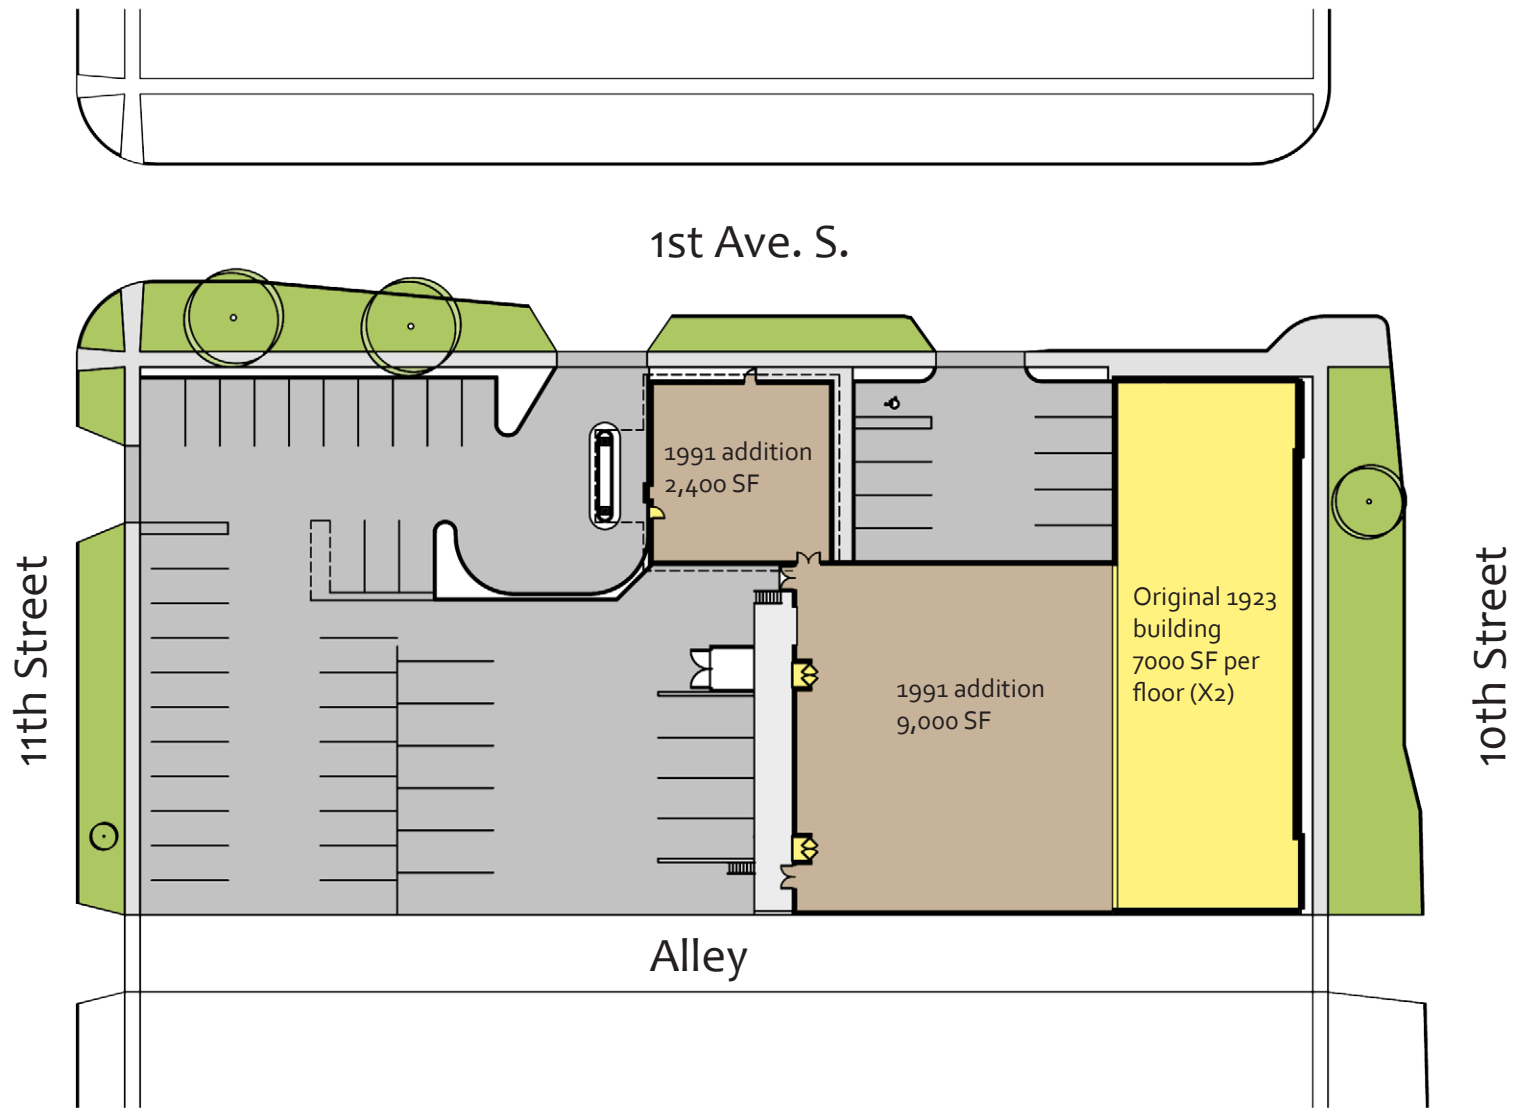 1st Ave. S.
1991 addition
2,400 SF
11th Street
Original 1923
building
7000 SF per
floor (X2)
1991 addition
9,000 SF
10th Street
Alley